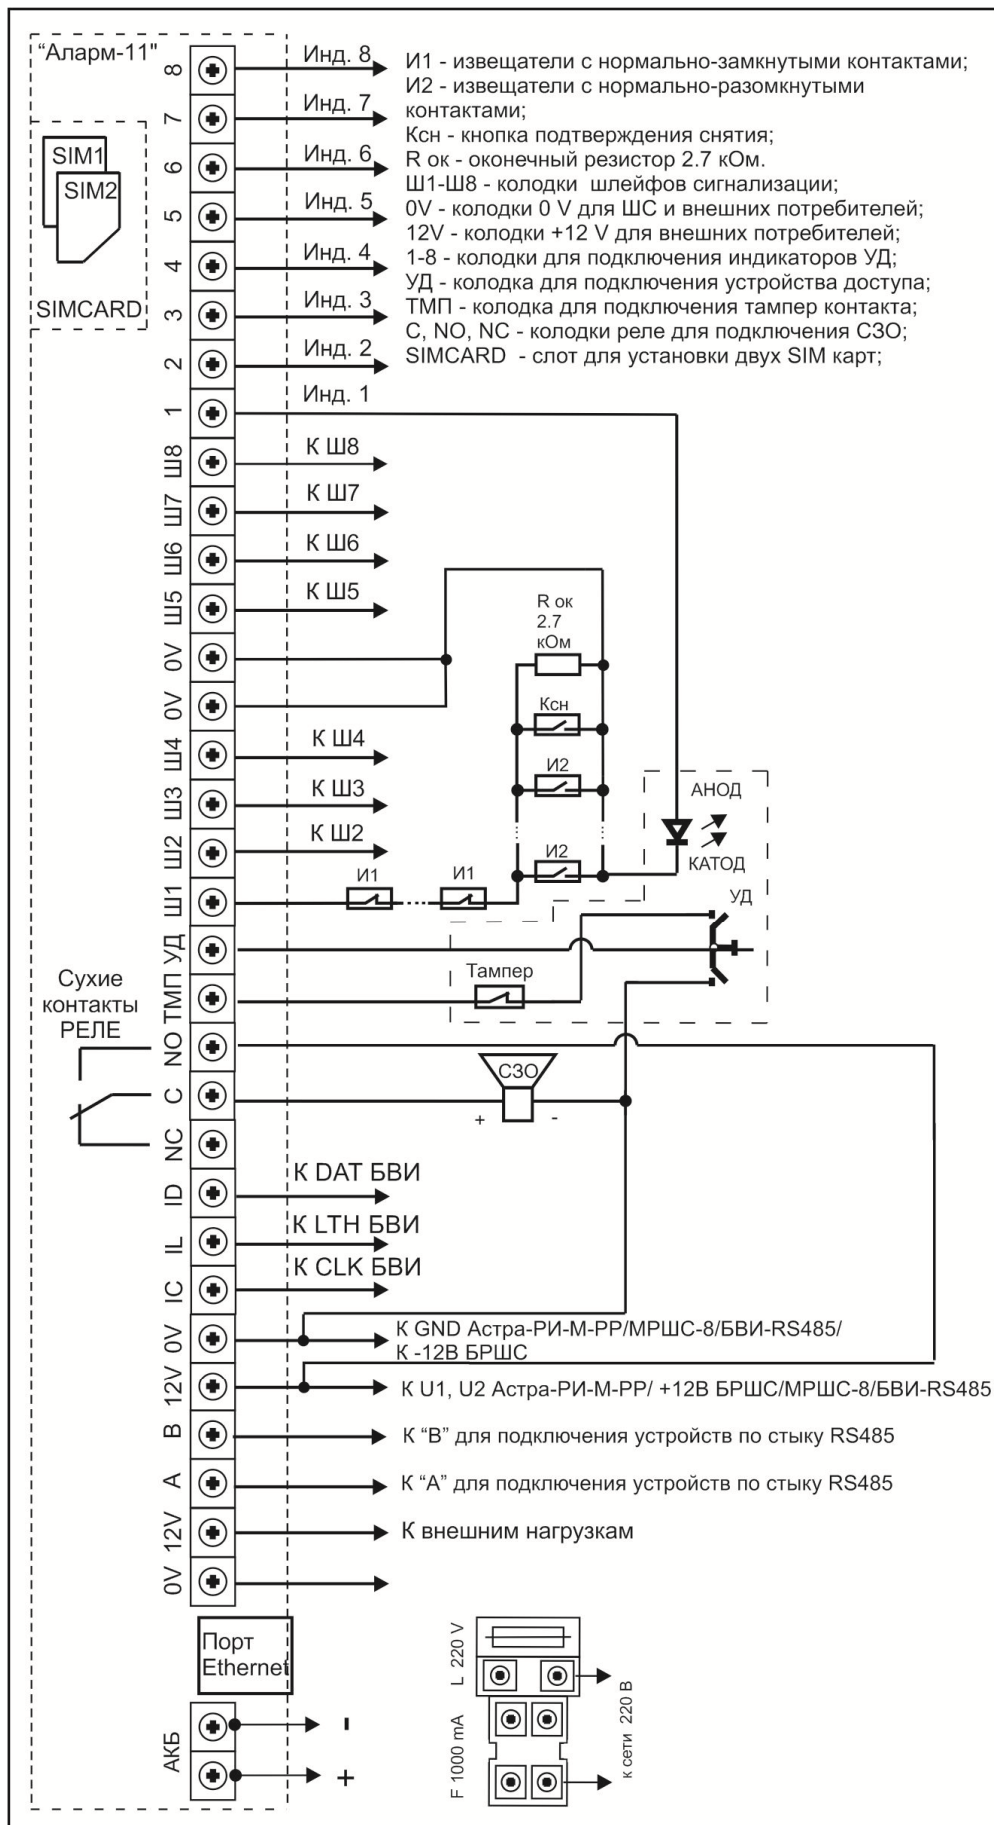 “Аларм-11"
SIM1
SIM2
SIMCARD
8
7
6
5
4
3
2
1
Ш8
Ш7
Ш6
Ш5
0V
0V
Ш4
Ш3
Ш2
Ш1
УД
ТМП
NO
C
NC
ID
IL
IC
0V
12V
B
A
12V
0V
Инд. 8
Инд. 7
Инд. 6
Инд. 5
Инд. 4
Инд. 3
Инд. 2
Инд. 1
И1 - извещатели с нормально-замкнутыми контактами;
И2 - извещатели с нормально-разомкнутыми
контактами;
Ксн - кнопка подтверждения снятия;
R ок - оконечный резистор 2.7 кОм.
Ш1-Ш8 - колодки шлейфов сигнализации;
0V - колодки 0 V для ШС и внешних потребителей;
12V - колодки +12 V для внешних потребителей;
1-8 - колодки для подключения индикаторов УД;
УД - колодка для подключения устройства доступа;
ТМП - колодка для подключения тампер контакта;
С, NO, NC - колодки реле для подключения СЗО;
SIMCARD - слот для установки двух SIM карт;
К Ш8
К Ш7
К Ш6
К Ш5
R ок
2.7
кОм
Ксн
И2
И2
К Ш4
К Ш3
К Ш2
И1
И1
АНОД
КАТОД
УД
Тампер
Сухие
контакты
РЕЛЕ
СЗО
+
-
К DAT БВИ
К LTH БВИ
К CLK БВИ
К GND Астра-РИ-М-РР/МРШС-8/БВИ-RS485/
К -12В БРШС
К U1, U2 Астра-РИ-М-РР/ +12В БРШС/МРШС-8/БВИ-RS485
К “В” для подключения устройств по стыку RS485
К “А” для подключения устройств по стыку RS485
К внешним нагрузкам
Порт
Ethernet
АКБ
-
+
L 220 V
F 1000 mA
к сети 220 В